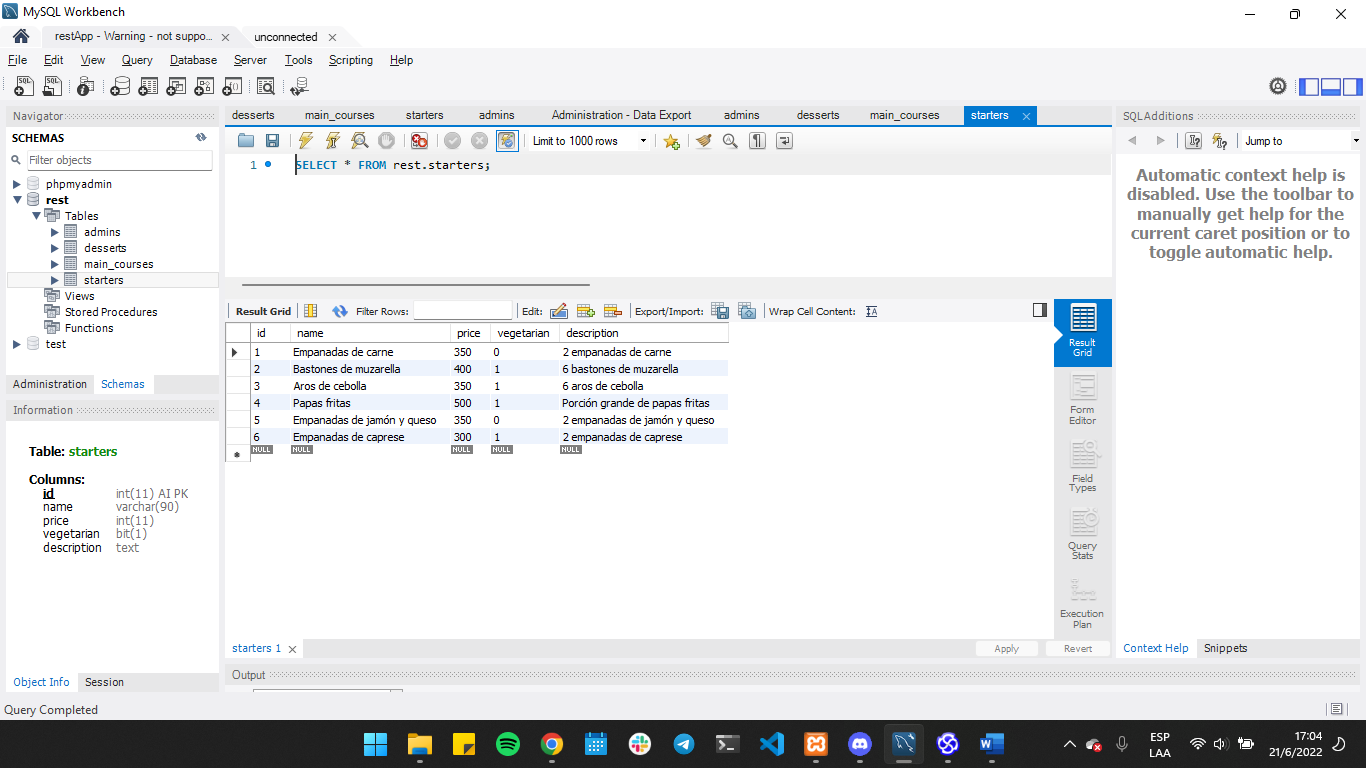 MySQL Workbench
restApp - Warning - not suppo...
unconnected
File Edit View Query Database Server Tools Scripting Help
Navigator
SCHEMAS
Filter objects
phpmyadmin
rest
Tables
admins
desserts
main_courses
starters
Views
Stored Procedures
Functions
test
Administration Schemas
Information
Table: starters
Columns:
id int(11) AI PK
name varchar(90)
price int(11)
vegetarian bit(1)
description text
Object Info Session
desserts main_courses starters admins Administration - Data Export admins desserts main_courses starters
Limit to 1000 rows
1 SELECT * FROM rest.starters;
Result Grid Filter Rows: Edit: Export/Import: Wrap Cell Content:
id name price vegetarian description
1 Empanadas de carne 350 0 2 empanadas de carne
2 Bastones de muzarella 400 1 6 bastones de muzarella
3 Aros de cebolla 350 1 6 aros de cebolla
4 Papas fritas 500 1 Porción grande de papas fritas
5 Empanadas de jamón y queso 350 0 2 empanadas de jamón y queso
6 Empanadas de caprese 300 1 2 empanadas de caprese
NULL NULL NULL NULL NULL
Result
Grid
Form
Editor
Field
Types
Query
Stats
Execution
Plan
starters 1
Apply Revert
Output
SQLAdditions
Jump to
Automatic context help is
disabled. Use the toolbar to
manually get help for the
current caret position or to
toggle automatic help.
Context Help Snippets
Query Completed
ESP
LAA
17:04
21/6/2022